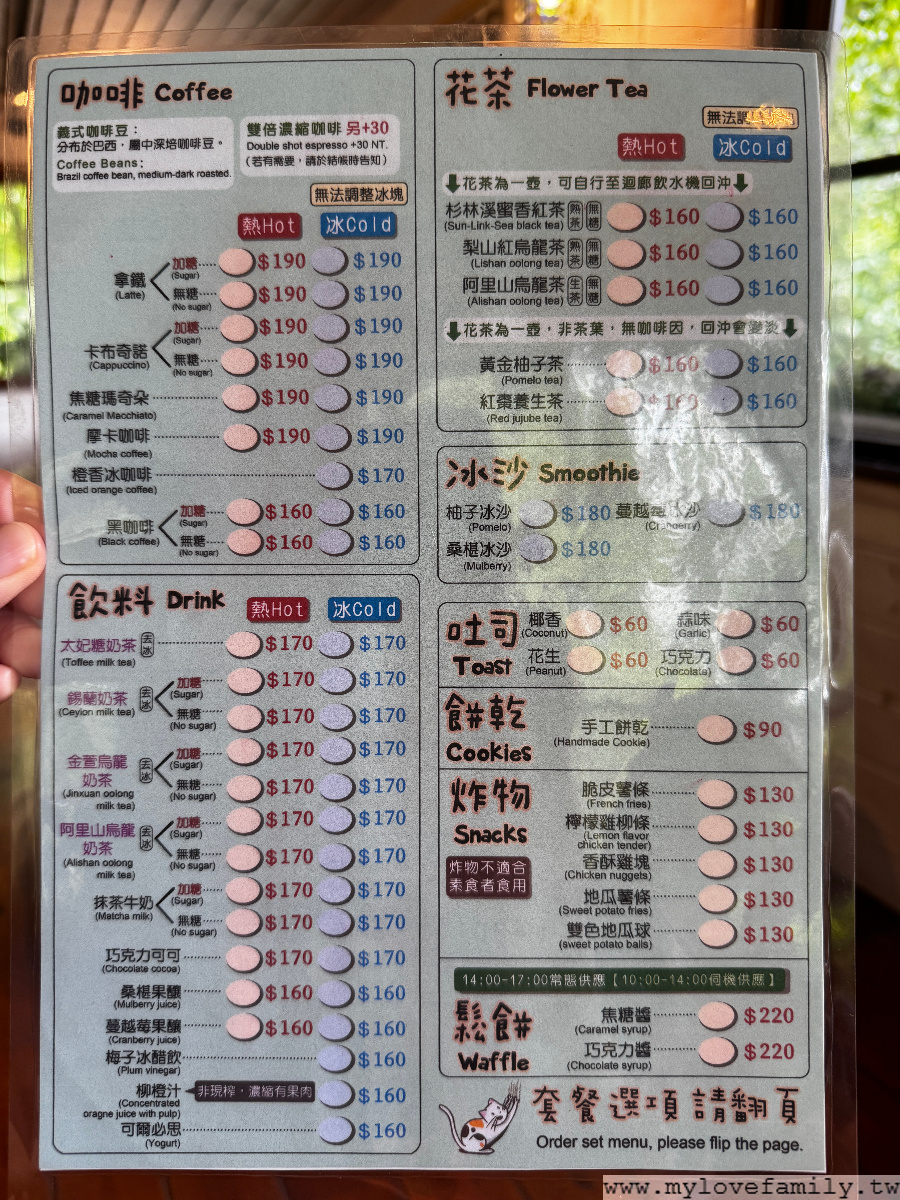 咖啡 Coffee
義式咖啡豆：
分布於巴西，屬中深培咖啡豆。
Coffee Beans：
Brazil coffee bean, medium-dark roasted.
雙倍濃縮咖啡 另+30
Double shot espresso +30 NT.
（若有需要，請於結帳時告知）
無法調整冰塊
熱Hot 冰Cold
拿鐵 加糖 $190 $190
(Latte) (Sugar)
無糖 $190 $190
(No sugar)
卡布奇諾 加糖 $190 $190
(Cappuccino) (Sugar)
無糖 $190 $190
(No sugar)
焦糖瑪奇朵 $190 $190
(Caramel Macchiato)
摩卡咖啡 $190 $190
(Mocha coffee)
橙香冰咖啡 $170
(Iced orange coffee)
黑咖啡 加糖 $160 $160
(Black coffee) (Sugar)
無糖 $160 $160
(No sugar)
飲料 Drink 熱Hot 冰Cold
太妃糖奶茶 去冰 $170 $170
(Toffee milk tea)
錫蘭奶茶 去冰 加糖 $170 $170
(Ceylon milk tea) (Sugar)
無糖 $170 $170
(No sugar)
金萱烏龍 去冰 加糖 $170 $170
奶茶 (Sugar)
(Jinxuan oolong 無糖 $170 $170
milk tea) (No sugar)
阿里山烏龍 去冰 加糖 $170 $170
奶茶 (Sugar)
(Alishan oolong 無糖 $170 $170
milk tea) (No sugar)
抹茶牛奶 加糖 $170 $170
(Matcha milk) (Sugar)
無糖 $170 $170
(No sugar)
巧克力可可 $170 $170
(Chocolate cocoa)
桑椹果釀 $160 $160
(Mulberry juice)
蔓越莓果釀 $160 $160
(Cranberry juice)
梅子冰醋飲 $160
(Plum vinegar)
柳橙汁 非現榨，濃縮有果肉 $160
(Concentrated
oragne juice with pulp)
可爾必思 $160
(Yogurt)
花茶 Flower Tea
無法調
熱Hot 冰Cold
花茶為一壺，可自行至迴廊飲水機回沖
杉林溪蜜香紅茶 熱茶 無糖 $160 $160
(Sun-Link-Sea black tea)
梨山紅烏龍茶 熱茶 無糖 $160 $160
(Lishan oolong tea)
阿里山烏龍茶 生茶 無糖 $160 $160
(Alishan oolong tea)
花茶為一壺，非茶葉，無咖啡因，回沖會變淡
黃金柚子茶 $160 $160
(Pomelo tea)
紅棗養生茶 $160 $160
(Red jujube tea)
冰沙 Smoothie
柚子冰沙 $180 蔓越莓冰沙 $180
(Pomelo) (Cranberry)
桑椹冰沙 $180
(Mulberry)
吐司 椰香 $60 蒜味 $60
(Coconut) (Garlic)
Toast 花生 $60 巧克力 $60
(Peanut) (Chocolate)
餅乾 手工餅乾 $90
Cookies (Handmade Cookie)
炸物 脆皮薯條 $130
(French fries)
Snacks 檸檬雞柳條 $130
(Lemon flavor
chicken tender)
炸物不適合
素食者食用
香酥雞塊 $130
(Chicken nuggets)
地瓜薯條 $130
(Sweet potato fries)
雙色地瓜球 $130
(sweet potato balls)
14:00-17:00常態供應【10:00-14:00伺機供應】
鬆餅 焦糖醬 $220
(Caramel syrup)
Waffle 巧克力醬 $220
(Chocolate syrup)
套餐選項請翻頁
Order set menu, please flip the page.
www.mylovefamily.tw